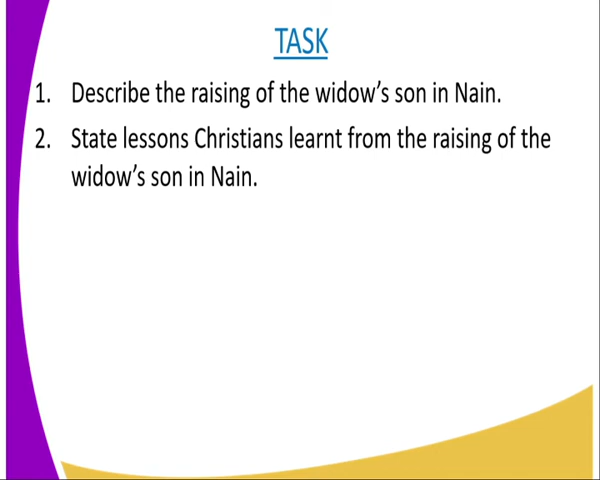 TASK
1. Describe the raising of the widow’s son in Nain.
2. State lessons Christians learnt from the raising of the
widow’s son in Nain.